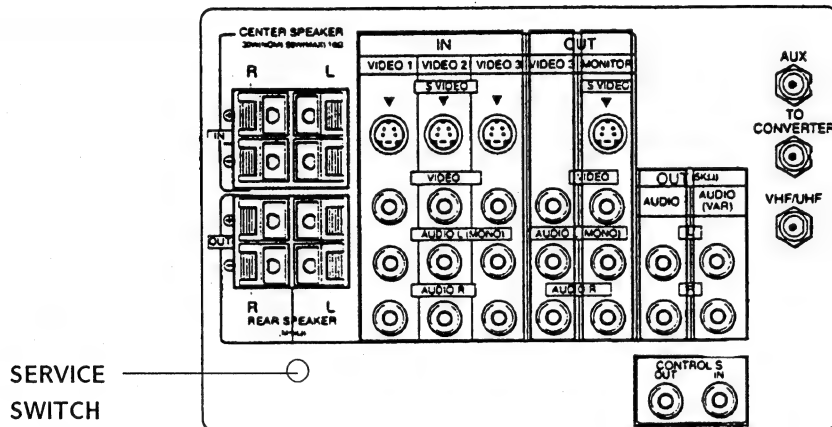 CENTER SPEAKER
R L
IN
OUT
R L
REAR SPEAKER
IN OUT
VIDEO 1 VIDEO 2 VIDEO 3 VIDEO 3 MONITOR
S VIDEO S VIDEO
VIDEO VIDEO
AUDIO L (MONO) AUDIO L (MONO)
AUDIO R AUDIO R
OUT
AUDIO AUDIO
(VAR)
L
R
AUX
TO
CONVERTER
VHF/UHF
CONTROL S
OUT IN
SERVICE
SWITCH